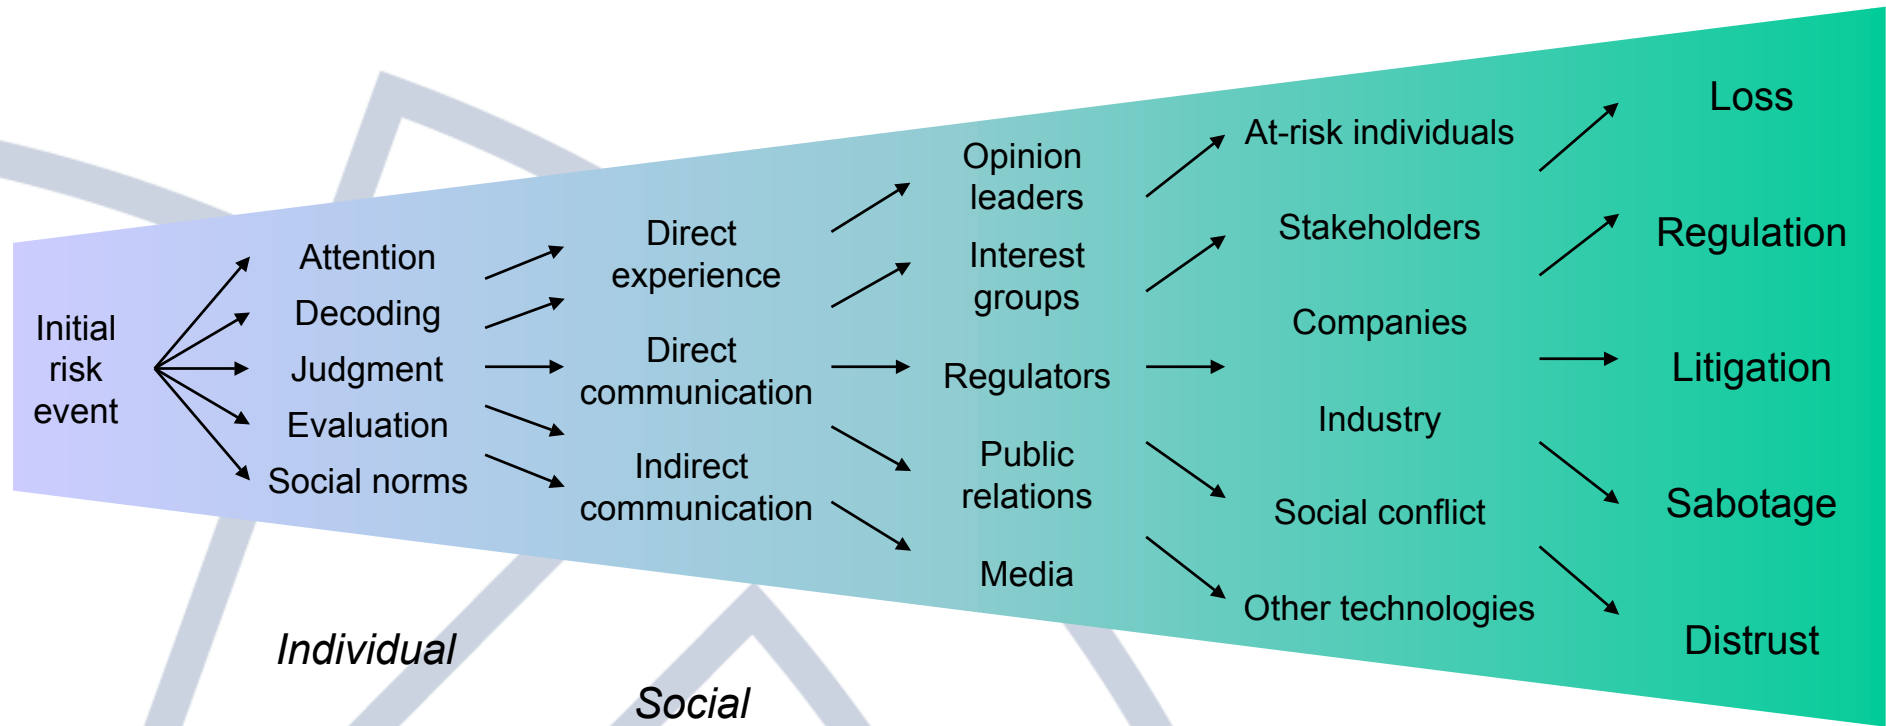 Initial
risk
event
Attention
Decoding
Judgment
Evaluation
Social norms
Direct
experience
Direct
communication
Indirect
communication
Opinion
leaders
Interest
groups
Regulators
Public
relations
Media
At-risk individuals
Stakeholders
Companies
Industry
Social conflict
Other technologies
Loss
Regulation
Litigation
Sabotage
Distrust
Individual
Social